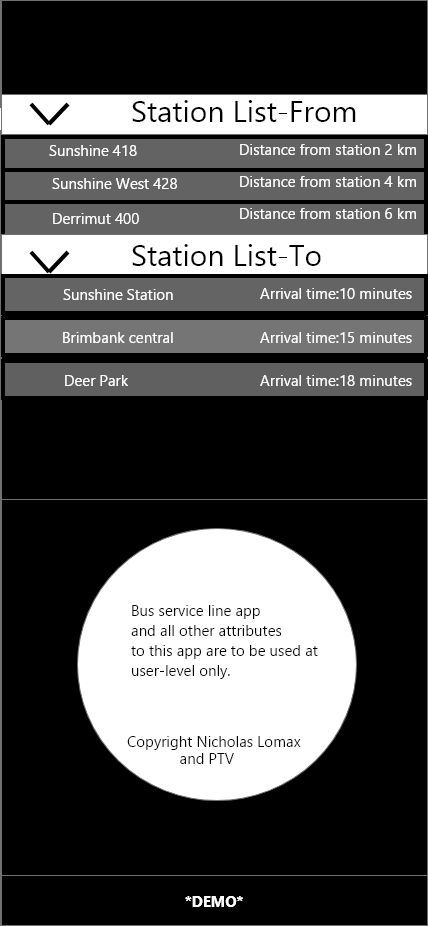 Station List-From
Sunshine 418 Distance from station 2 km
Sunshine West 428 Distance from station 4 km
Derrimut 400 Distance from station 6 km
Station List-To
Sunshine Station Arrival time:10 minutes
Brimbank central Arrival time:15 minutes
Deer Park Arrival time:18 minutes
Bus service line app
and all other attributes
to this app are to be used at
user-level only.
Copyright Nicholas Lomax
and PTV
*DEMO*